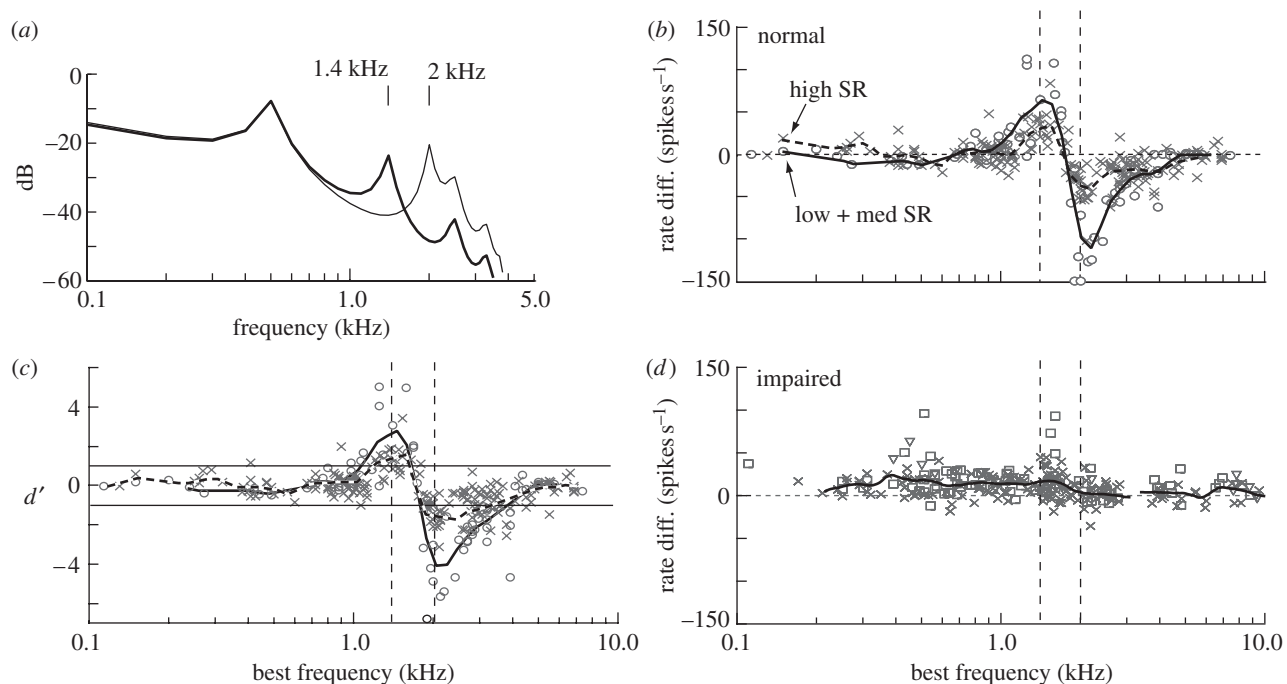 (a)
1.4 kHz
2 kHz
0
−20
−40
−60
dB
0.1
1.0
5.0
frequency (kHz)
(b)
normal
150
0
−150
rate diff. (spikes s−1)
high SR
low + med SR
(c)
4
0
−4
d′
0.1
1.0
10.0
best frequency (kHz)
(d)
impaired
150
0
−150
rate diff. (spikes s−1)
0.1
1.0
10.0
best frequency (kHz)